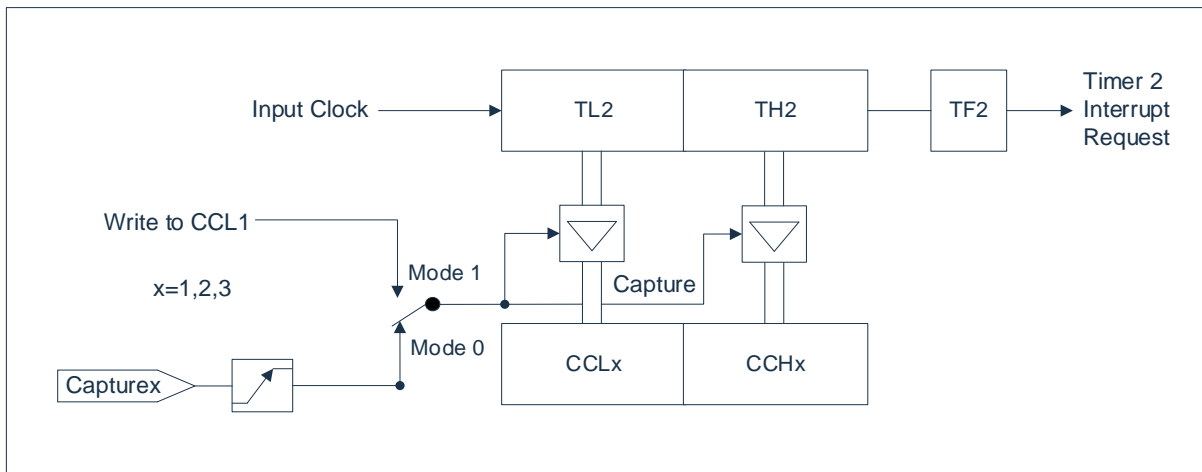 Input Clock
TL2
TH2
TF2
Timer 2
Interrupt
Request
Write to CCL1
x=1,2,3
Mode 1
Capture
Mode 0
CCLx
CCHx
Capturex